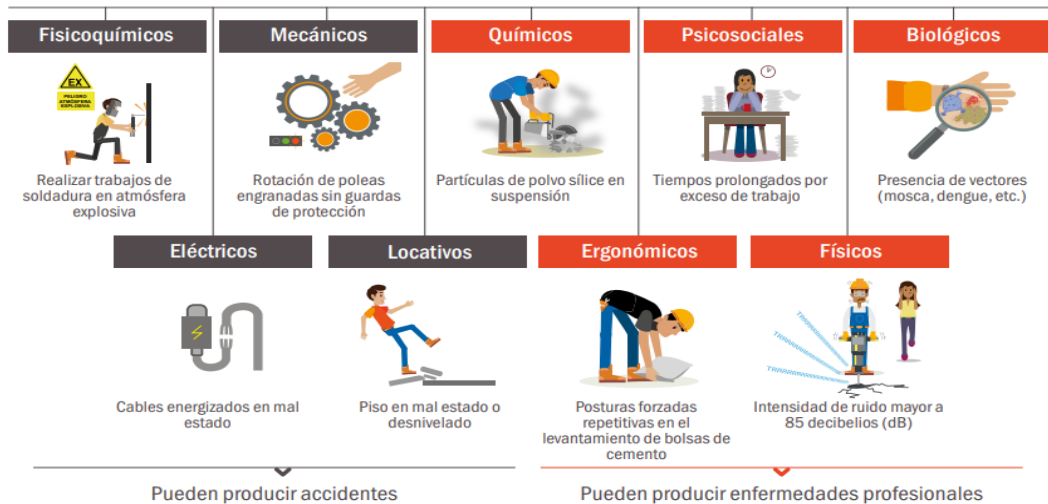 Fisicoquímicos
Mecánicos
Químicos
Psicosociales
Biológicos
EX
PELIGRO
ATMÓSFERA
EXPLOSIVA
Realizar trabajos de
soldadura en atmósfera
explosiva
Rotación de poleas
engranadas sin guardas
de protección
Partículas de polvo sílice en
suspensión
Tiempos prolongados por
exceso de trabajo
Presencia de vectores
(mosca, dengue, etc.)
Eléctricos
Locativos
Ergonómicos
Físicos
Cables energizados en mal
estado
Piso en mal estado o
desnivelado
Posturas forzadas
repetitivas en el
levantamiento de bolsas de
cemento
Intensidad de ruido mayor a
85 decibelios (dB)
Pueden producir accidentes
Pueden producir enfermedades profesionales